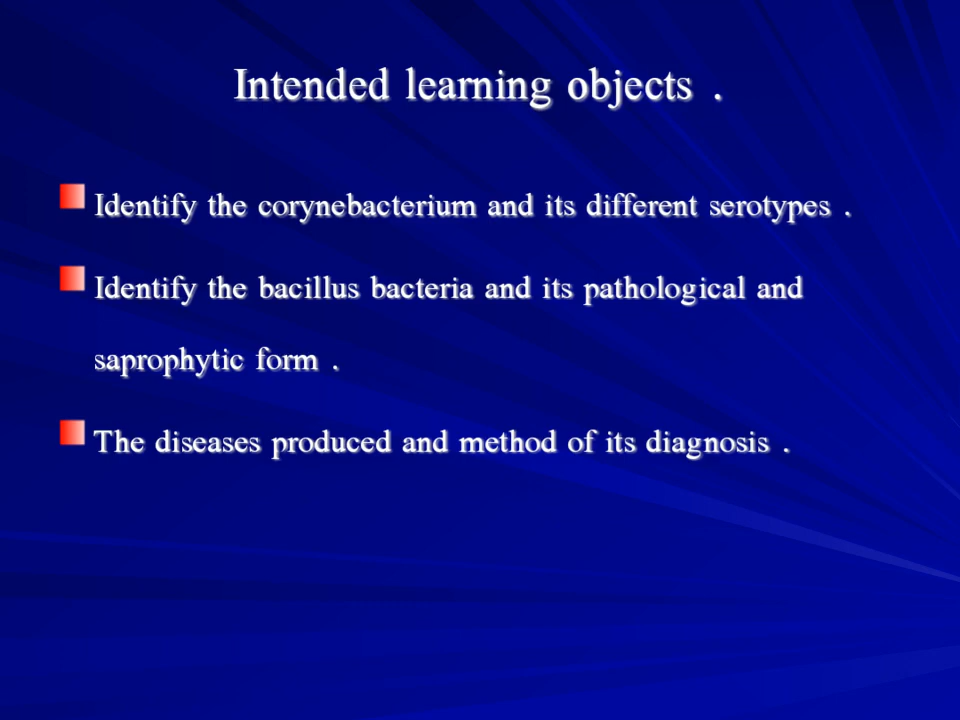 Intended learning objects .
Identify the corynebacterium and its different serotypes .
Identify the bacillus bacteria and its pathological and
saprophytic form .
The diseases produced and method of its diagnosis .